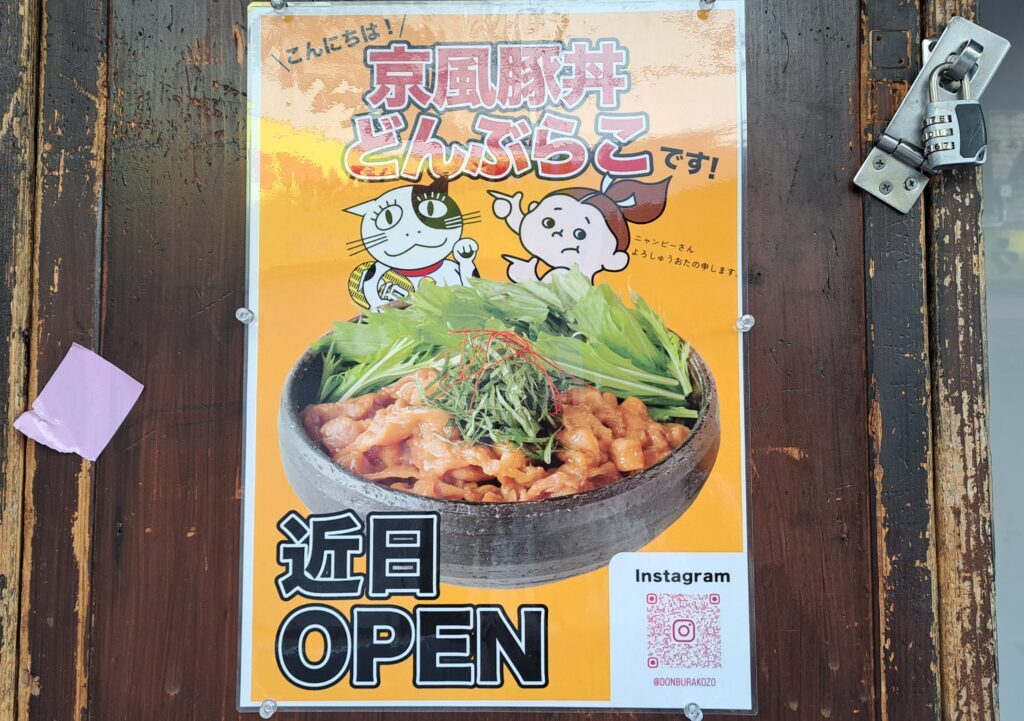 \こんにちは!/
京風豚丼
どんぶらこです!
ニャンビーさん
よろしゅうおたの申します。
近日
OPEN
Instagram
@DONBURAKOZO